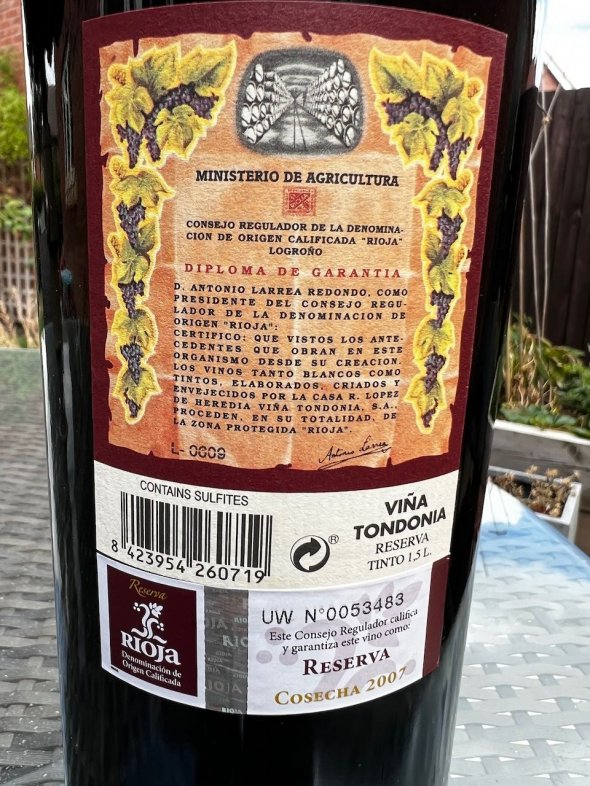 MINISTERIO DE AGRICULTURA
CONSEJO REGULADOR DE LA DENOMINA-
CION DE ORIGEN CALIFICADA "RIOJA"
LOGROÑO
DIPLOMA DE GARANTIA
D. ANTONIO LARREA REDONDO, COMO
PRESIDENTE DEL CONSEJO REGU-
LADOR DE LA DENOMINACION DE
ORIGEN "RIOJA":
CERTIFICO: QUE VISTOS LOS ANTE-
CEDENTES QUE OBRAN EN ESTE
ORGANISMO DESDE SU CREACION.
LOS VINOS TANTO BLANCOS COMO
TINTOS, ELABORADOS, CRIADOS Y
ENVEJECIDOS POR LA CASA R. LOPEZ
DE HEREDIA VIÑA TONDONIA, S.A.,
PROCEDEN, EN SU TOTALIDAD, DE
LA ZONA PROTEGIDA "RIOJA".
L-0609
Antonio Larrea
CONTAINS SULFITES
8 423954 260719
®
VIÑA
TONDONIA
RESERVA
TINTO 1,5 L.
Reserva
RIOJA
Denominación de
Origen Calificada
RIOJA
RIOJA
RIOJA
UW N°0053483
Este Consejo Regulador califica
y garantiza este vino como:
RESERVA
COSECHA 2007